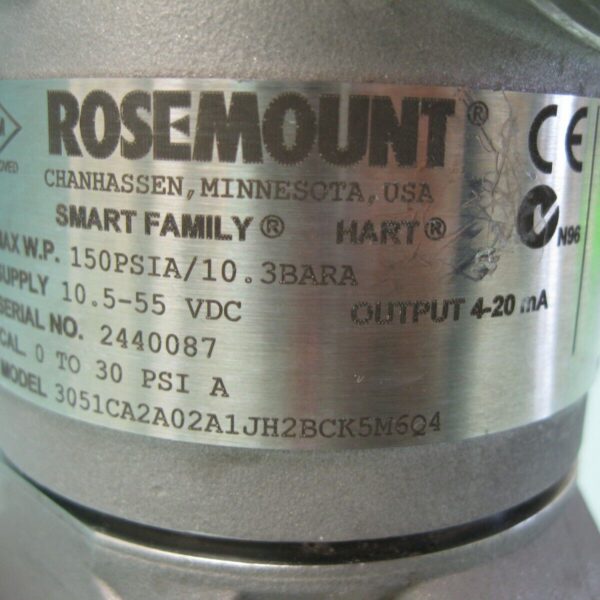 ROSEMOUNT®
CHANHASSEN, MINNESOTA, USA
SMART FAMILY® HART®
W.P. 150PSIA/10.3BARA
SUPPLY 10.5-55 VDC
OUTPUT 4-20 mA
SERIAL NO. 2440087
CAL 0 TO 30 PSI A
MODEL 3051CA2A02A1JH2BCK5M6Q4
CE
N96